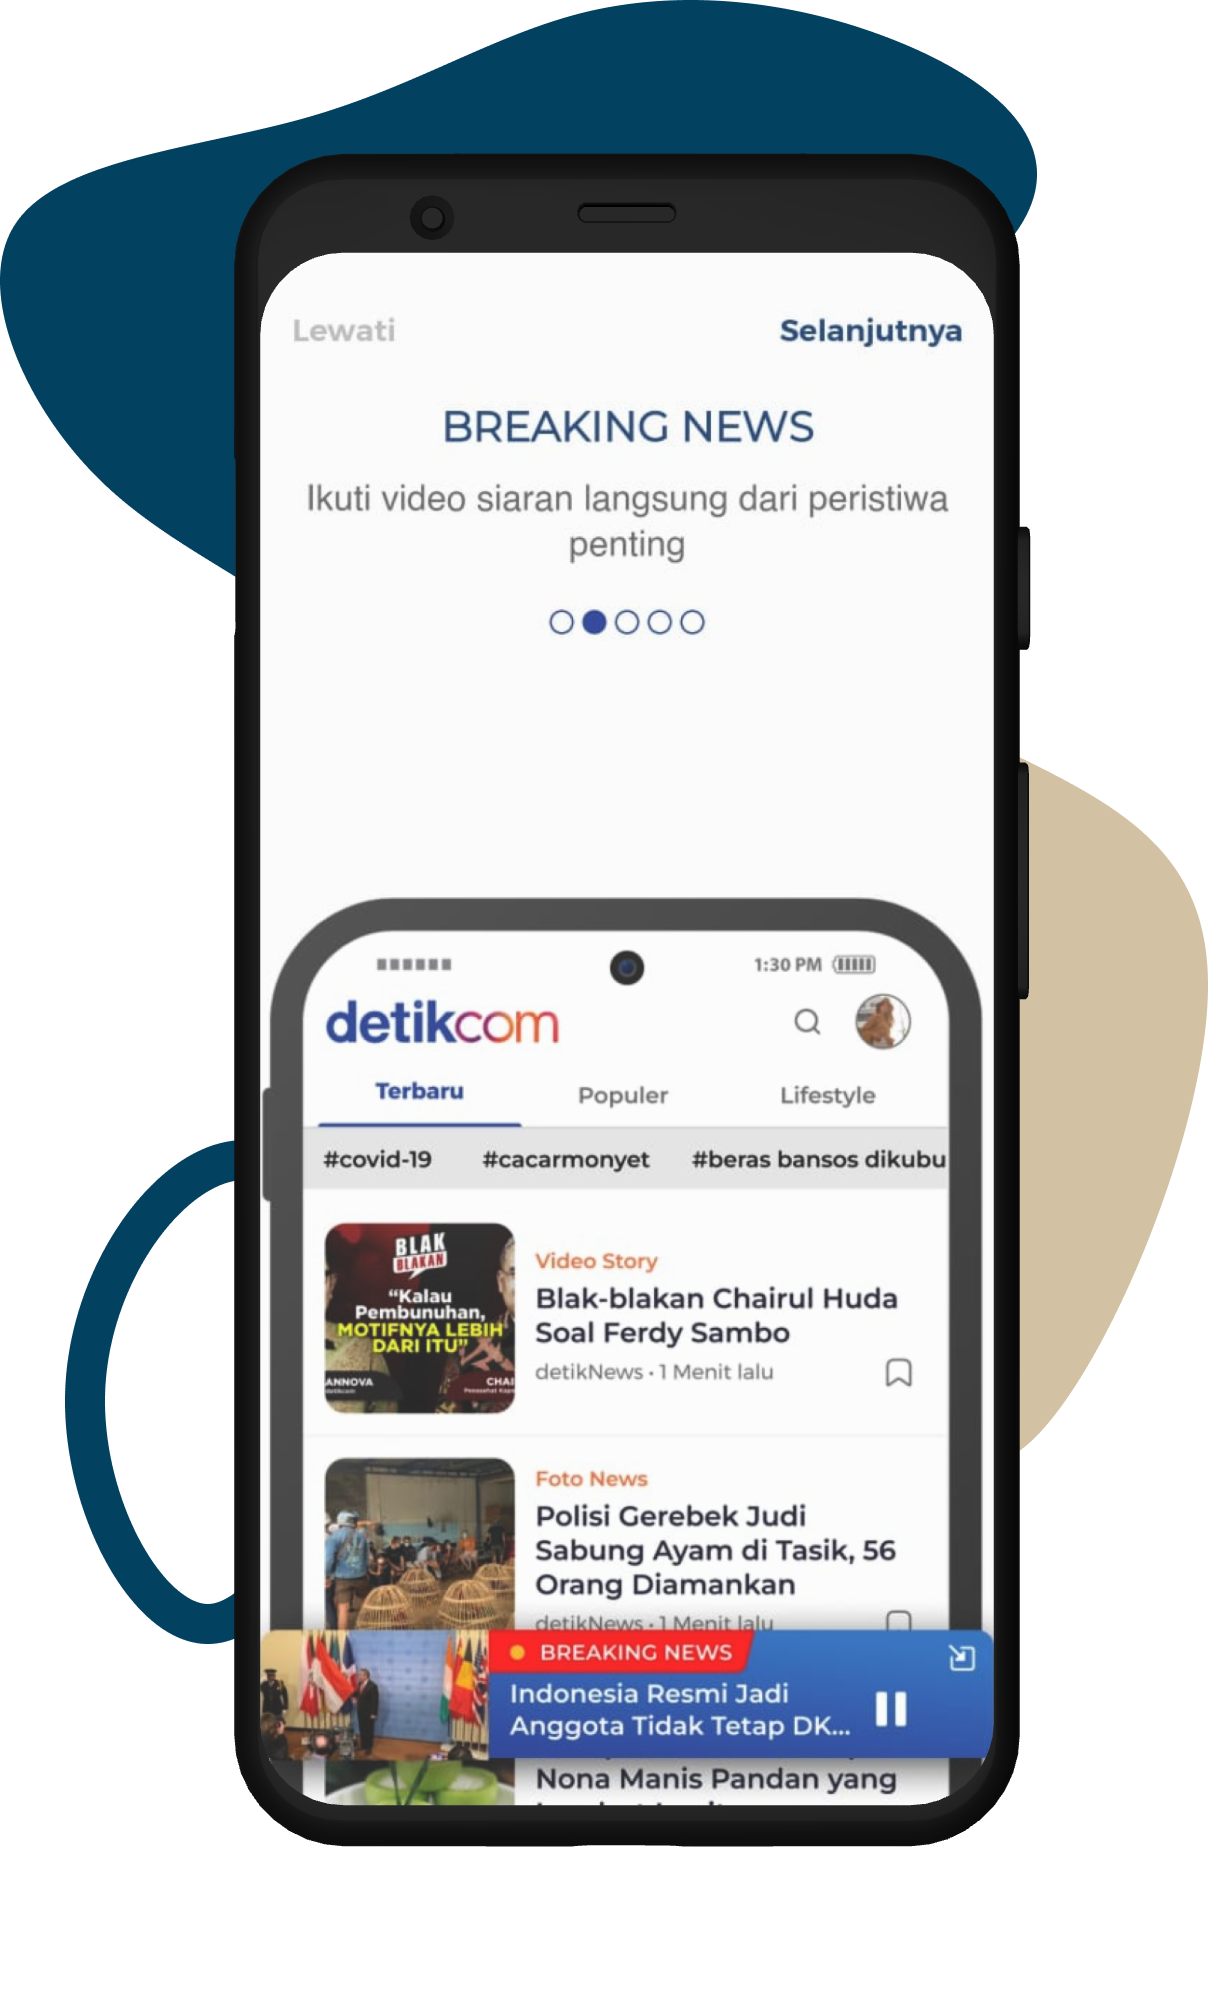 Lewati
Selanjutnya
BREAKING NEWS
Ikuti video siaran langsung dari peristiwa
penting
1:30 PM
detikcom
Terbaru
Populer
Lifestyle
#covid-19
#cacarmonyet
#beras bansos dikubu
BLAK
BLAKAN
“Kalau
Pembunuhan,
MOTIFNYA LEBIH
DARI ITU”
ANNOVA
detikcom
CHAI
Video Story
Blak-blakan Chairul Huda
Soal Ferdy Sambo
detikNews • 1 Menit lalu
Foto News
Polisi Gerebek Judi
Sabung Ayam di Tasik, 56
Orang Diamankan
detikNews • 1 Menit lalu
BREAKING NEWS
Indonesia Resmi Jadi
Anggota Tidak Tetap DK...
Nona Manis Pandan yang